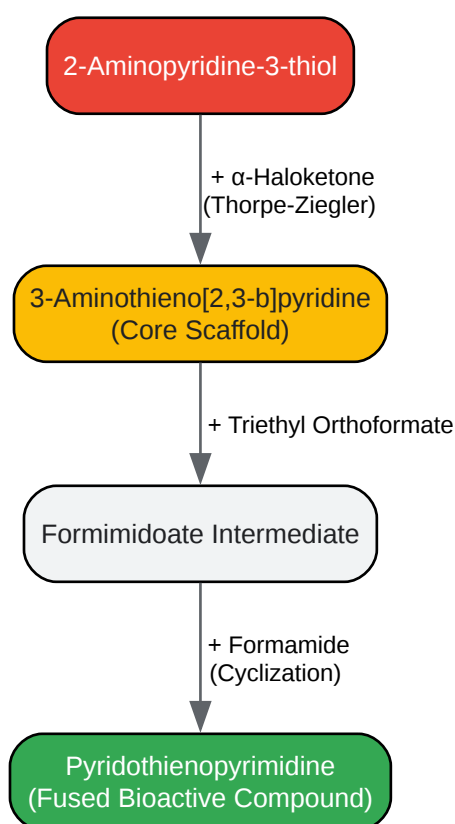 2-Aminopyridine-3-thiol
+ α-Haloketone
(Thorpe-Ziegler)
3-Aminothieno[2,3-b]pyridine
(Core Scaffold)
+ Triethyl Orthoformate
Formimidoate Intermediate
+ Formamide
(Cyclization)
Pyridothienopyrimidine
(Fused Bioactive Compound)